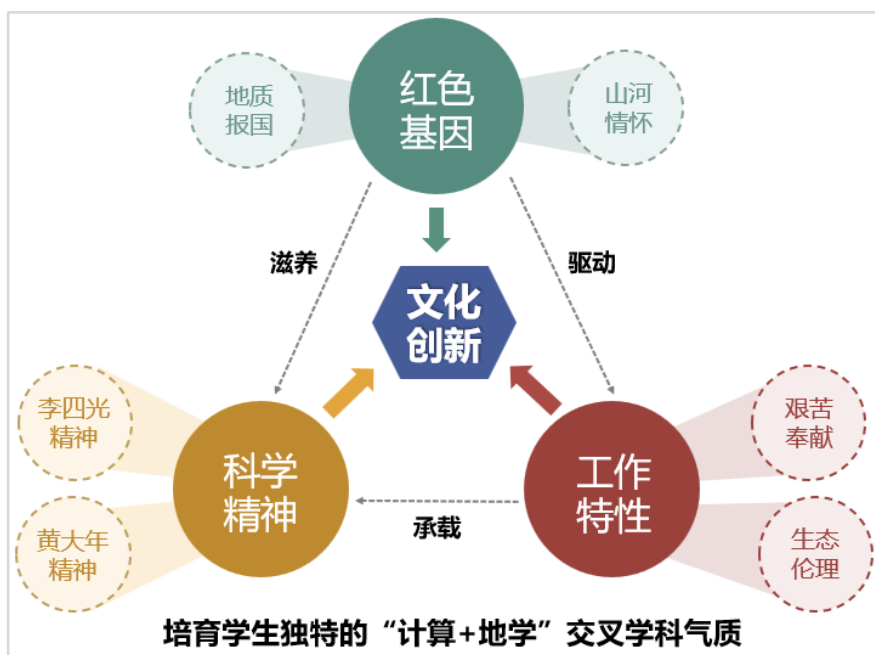 红色
基因
地质
报国
山河
情怀
滋养
驱动
文化
创新
李四光
精神
黄大年
精神
科学
精神
承载
工作
特性
艰苦
奉献
生态
伦理
培育学生独特的“计算+地学”交叉学科气质